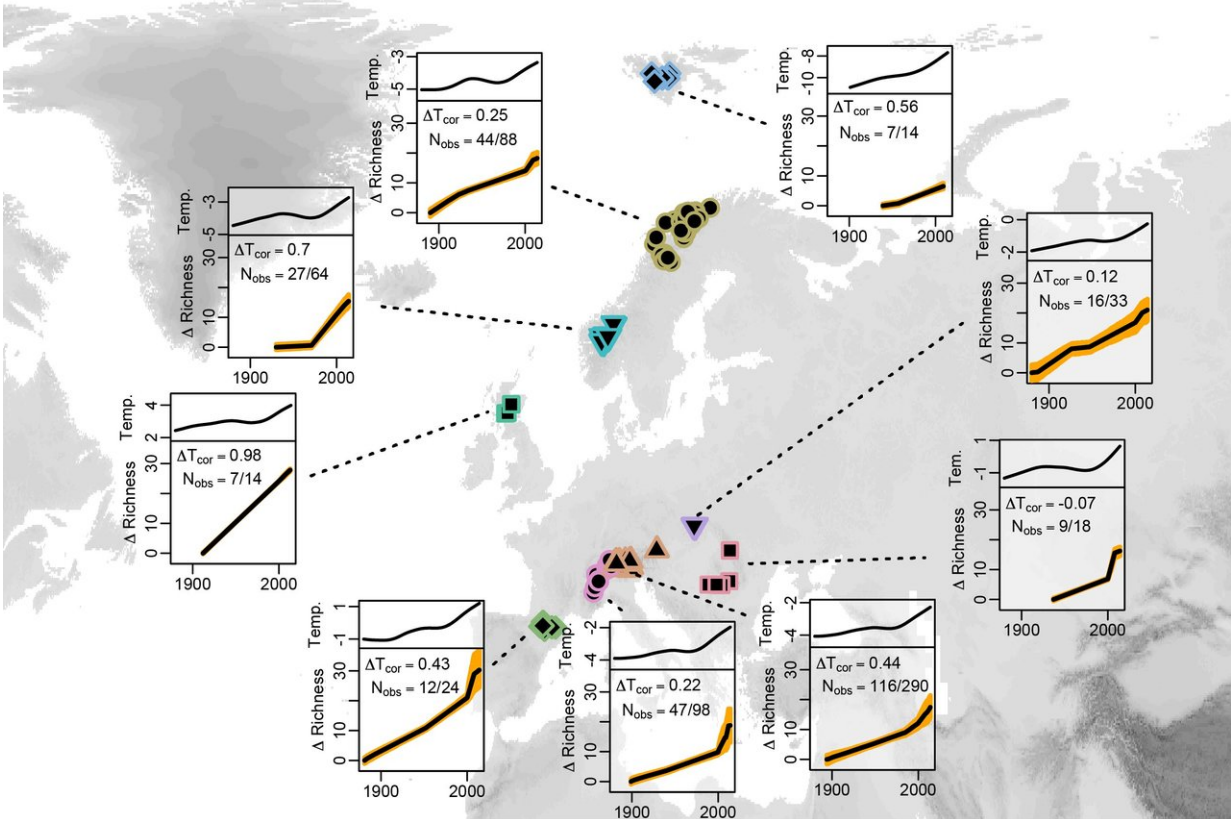 Temp.
-3
-5
Δ Richness
30
10
0
ΔTcor = 0.25
Nobs = 44/88
1900
2000
Temp.
-8
-10
Δ Richness
30
10
0
ΔTcor = 0.56
Nobs = 7/14
1900
2000
Temp.
-3
-5
Δ Richness
30
10
0
ΔTcor = 0.7
Nobs = 27/64
1900
2000
Temp.
0
-2
Δ Richness
30
10
0
ΔTcor = 0.12
Nobs = 16/33
1900
2000
Temp.
4
2
Δ Richness
30
10
0
ΔTcor = 0.98
Nobs = 7/14
1900
2000
Tem.
1
-1
Δ Richness
30
10
0
ΔTcor = -0.07
Nobs = 9/18
1900
2000
Temp.
1
-1
Δ Richness
30
10
0
ΔTcor = 0.43
Nobs = 12/24
1900
2000
Temp.
-2
-4
Δ Richness
30
10
0
ΔTcor = 0.22
Nobs = 47/98
1900
2000
Temp.
-2
-4
Δ Richness
30
10
0
ΔTcor = 0.44
Nobs = 116/290
1900
2000